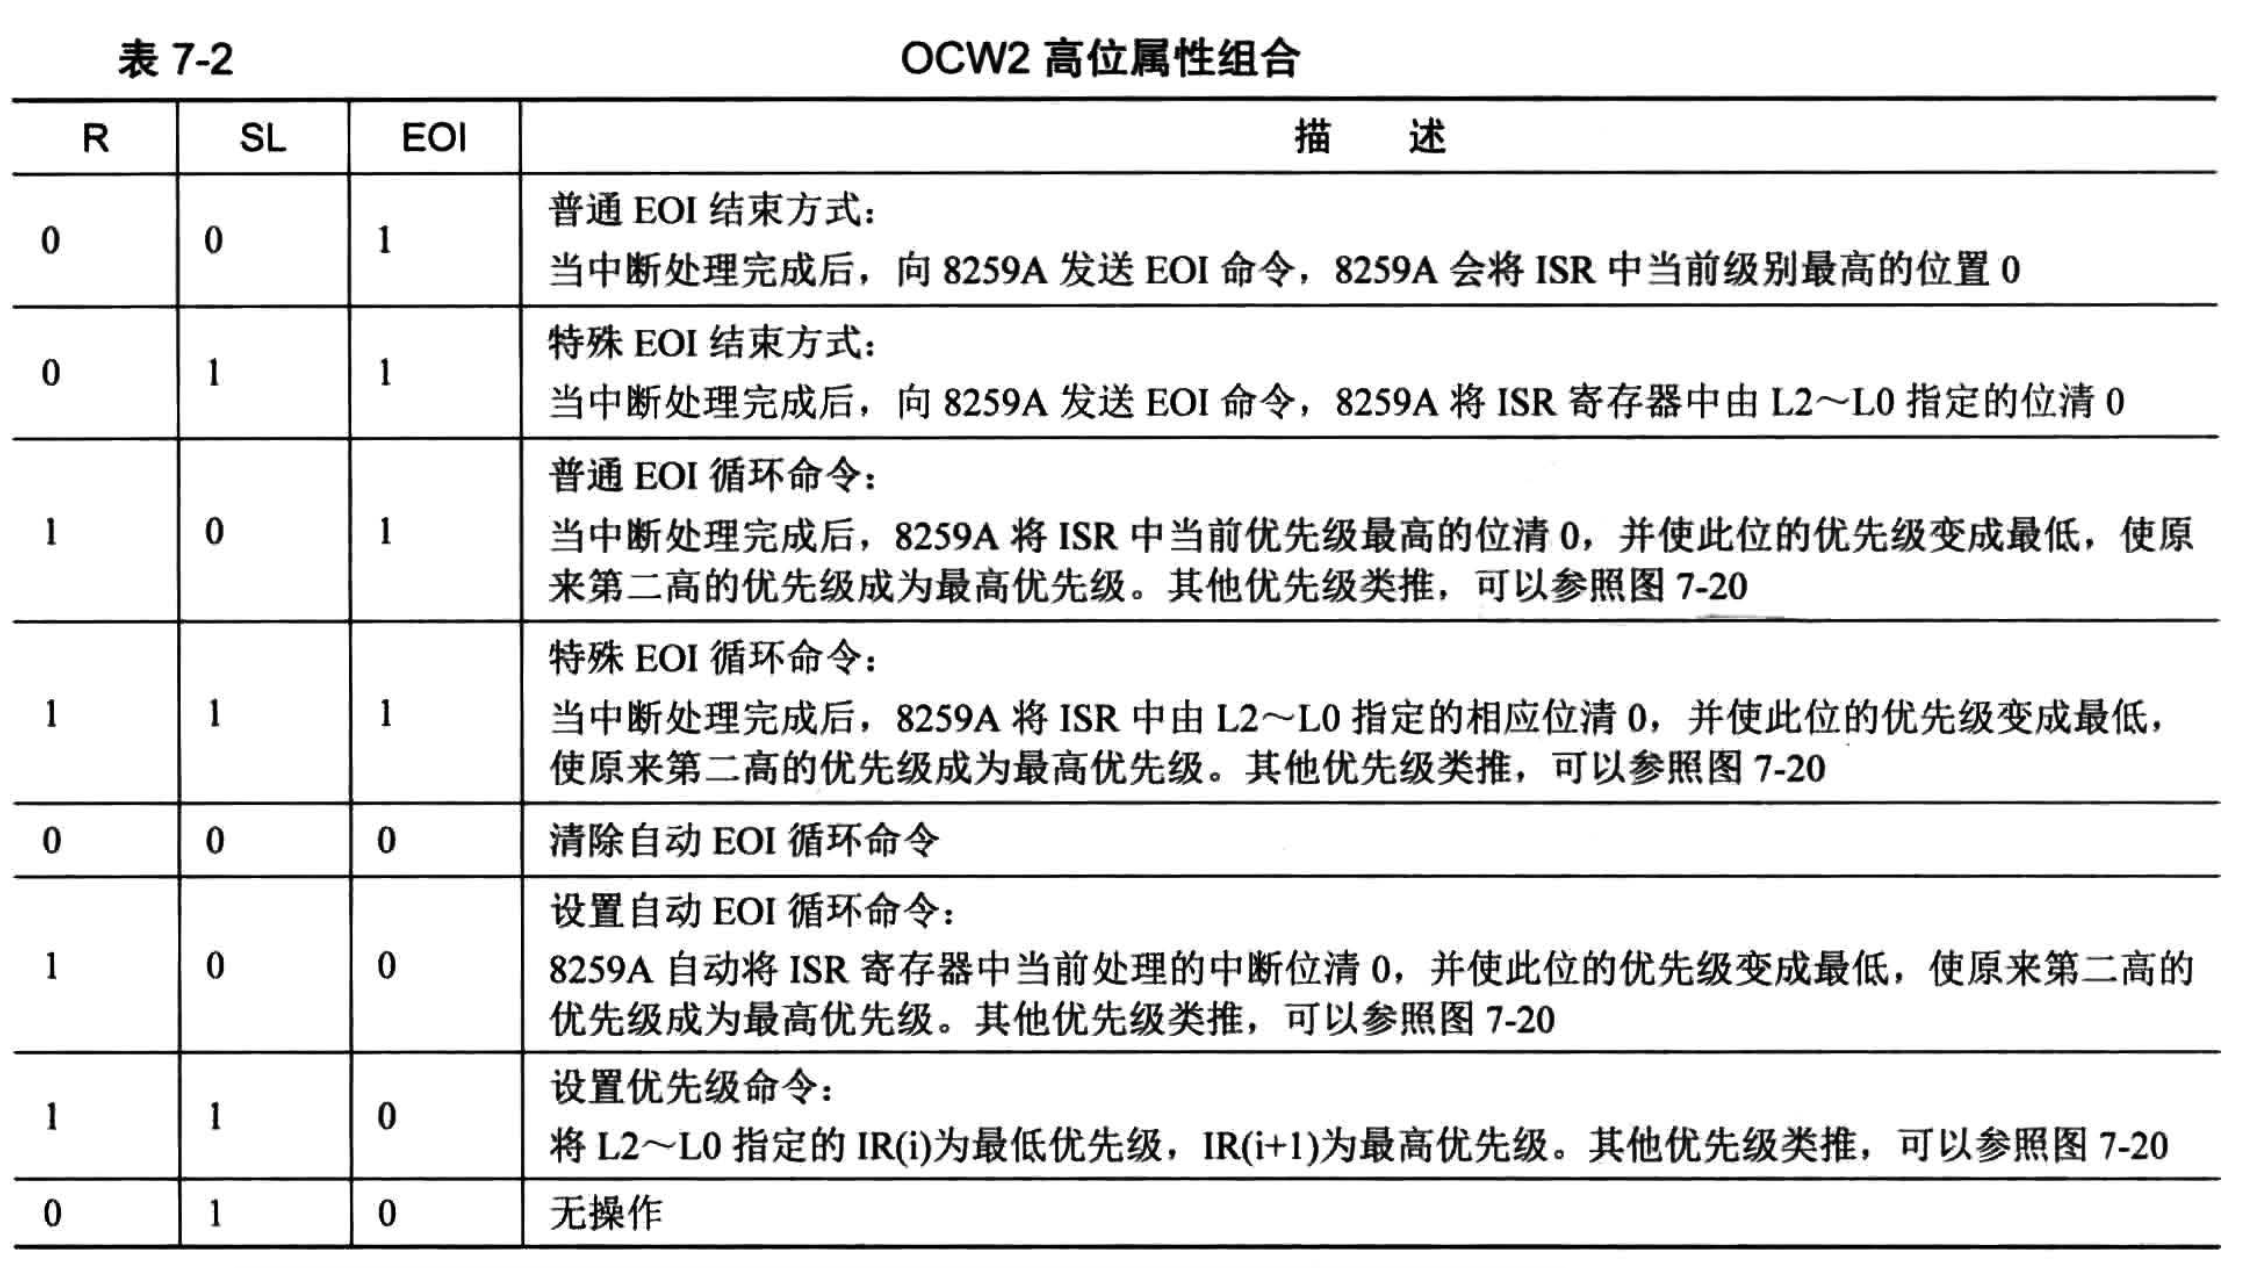 表 7-2 OCW2 高位属性组合
R SL EOI 描 述
普通 EOI 结束方式：
0 0 1
当中断处理完成后，向 8259A 发送 EOI 命令，8259A 会将 ISR 中当前级别最高的位置 0
特殊 EOI 结束方式：
0 1 1
当中断处理完成后，向 8259A 发送 EOI 命令，8259A 将 ISR 寄存器中由 L2～L0 指定的位清 0
普通 EOI 循环命令：
1 0 1
当中断处理完成后，8259A 将 ISR 中当前优先级最高的位清 0，并使此位的优先级变成最低，使原
来第二高的优先级成为最高优先级。其他优先级类推，可以参照图 7-20
特殊 EOI 循环命令：
1 1 1
当中断处理完成后，8259A 将 ISR 中由 L2～L0 指定的相应位清 0，并使此位的优先级变成最低，
使原来第二高的优先级成为最高优先级。其他优先级类推，可以参照图 7-20
0 0 0 清除自动 EOI 循环命令
设置自动 EOI 循环命令：
1 0 0
8259A 自动将 ISR 寄存器中当前处理的中断位清 0，并使此位的优先级变成最低，使原来第二高的
优先级成为最高优先级。其他优先级类推，可以参照图 7-20
设置优先级命令：
1 1 0
将 L2～L0 指定的 IR(i)为最低优先级，IR(i+1)为最高优先级。其他优先级类推，可以参照图 7-20
0 1 0 无操作